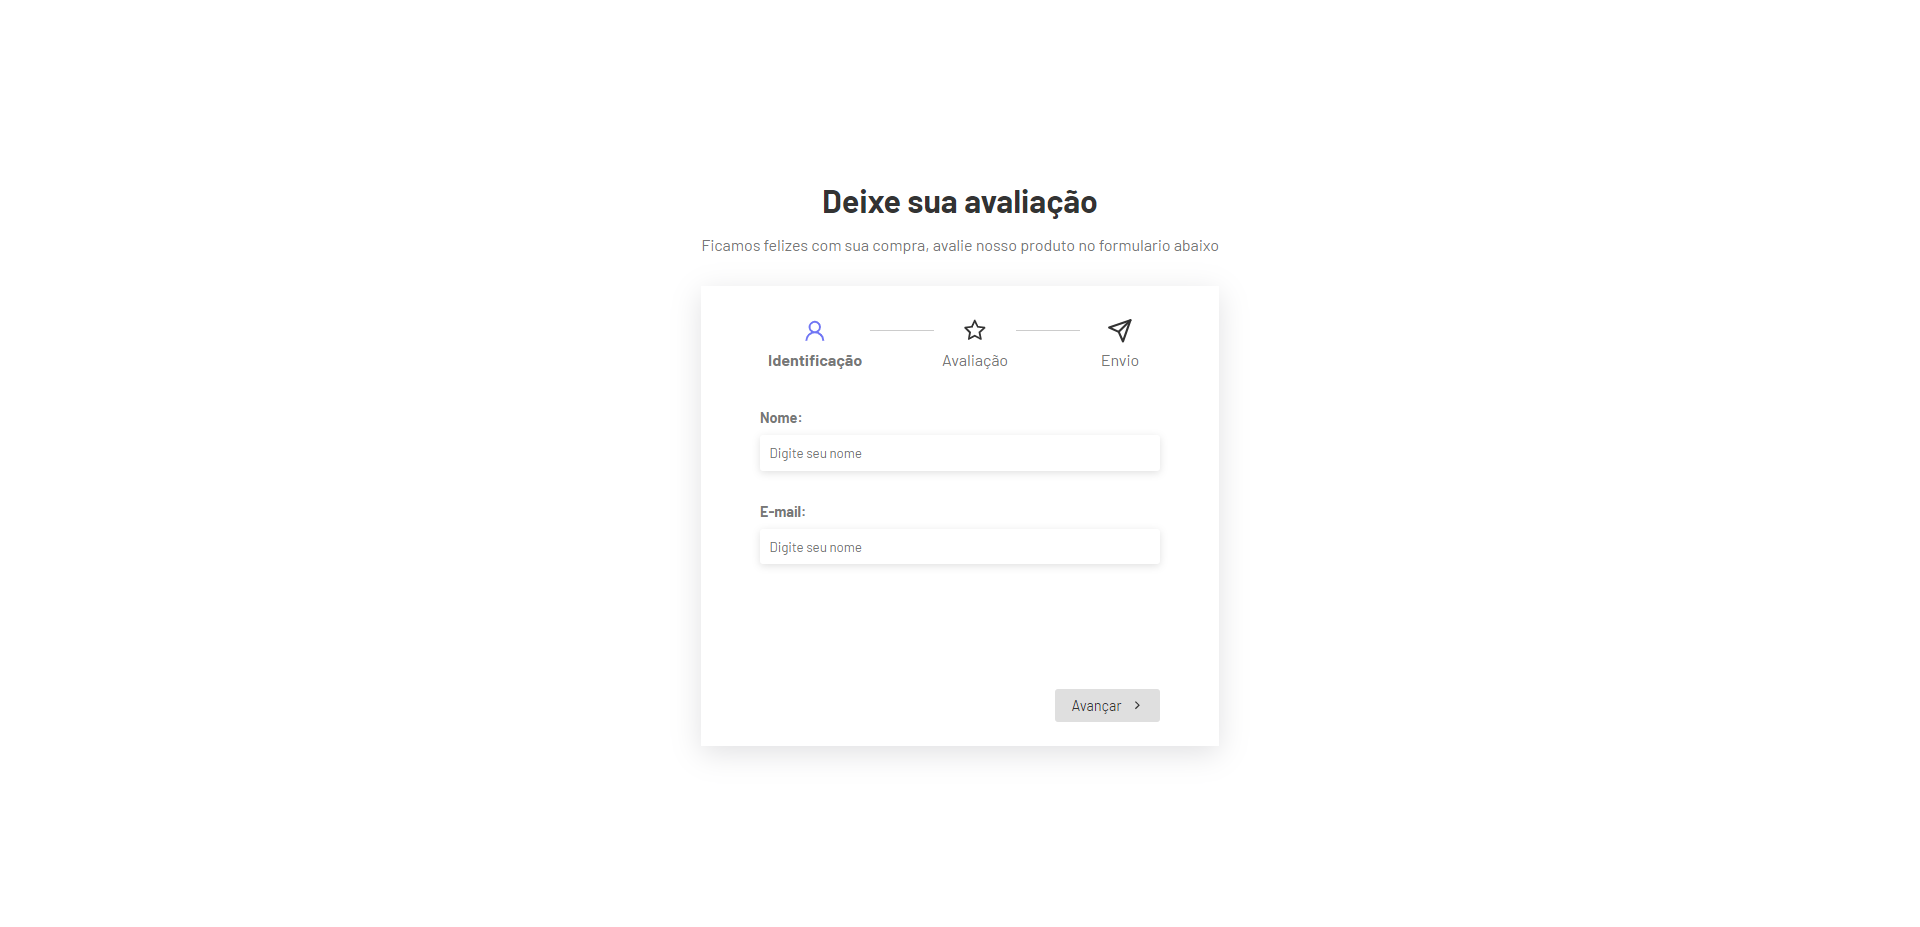 Deixe sua avaliação
Ficamos felizes com sua compra, avalie nosso produto no formulario abaixo
Identificação
Avaliação
Envio
Nome:
Digite seu nome
E-mail:
Digite seu nome
Avançar